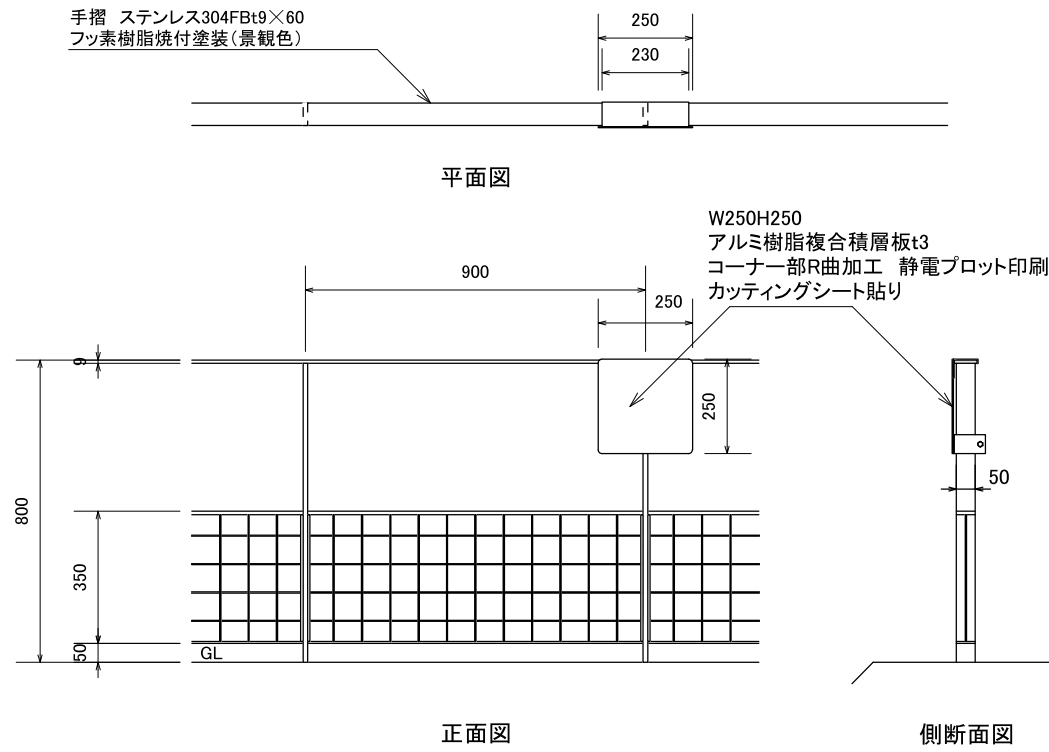 手摺 ステンレス304FBt9×60
フッ素樹脂焼付塗装(景観色)
250
230
平面図
W250H250
アルミ樹脂複合積層板t3
コーナー部R曲加工 静電プロット印刷
カッティングシート貼り
900
250
9
250
800
50
350
50
GL
正面図
側断面図